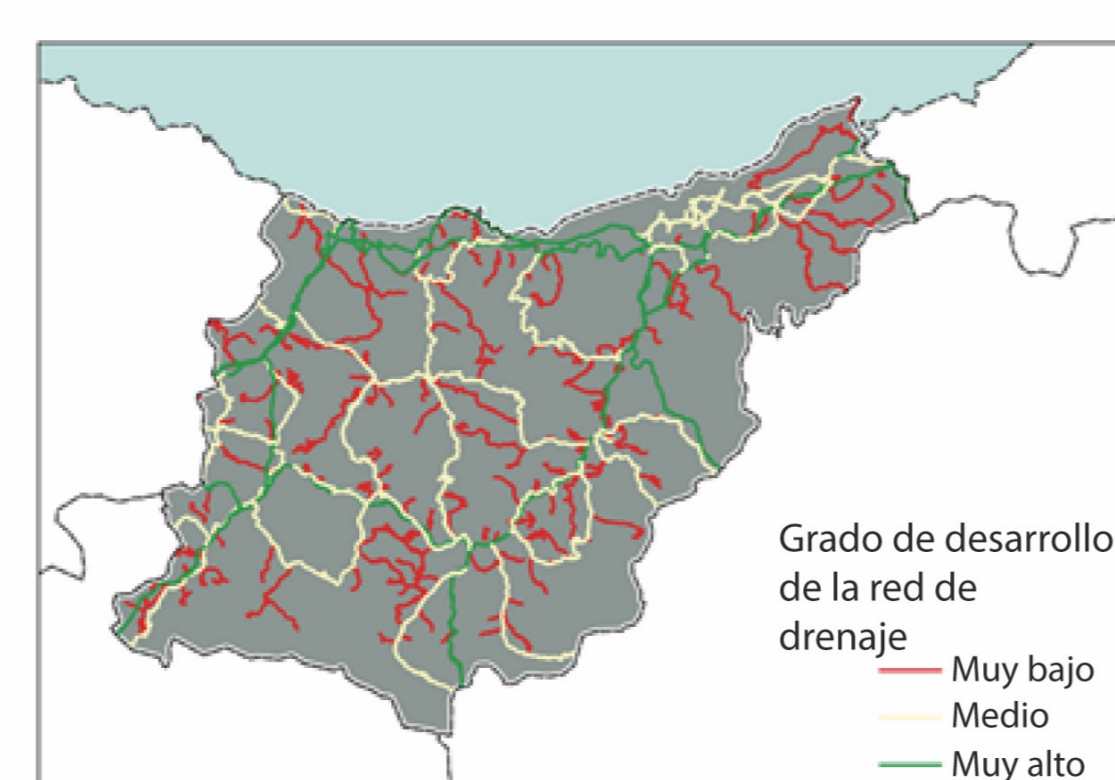 Grado de desarrollo
de la red de
drenaje
Muy bajo
Medio
Muy alto